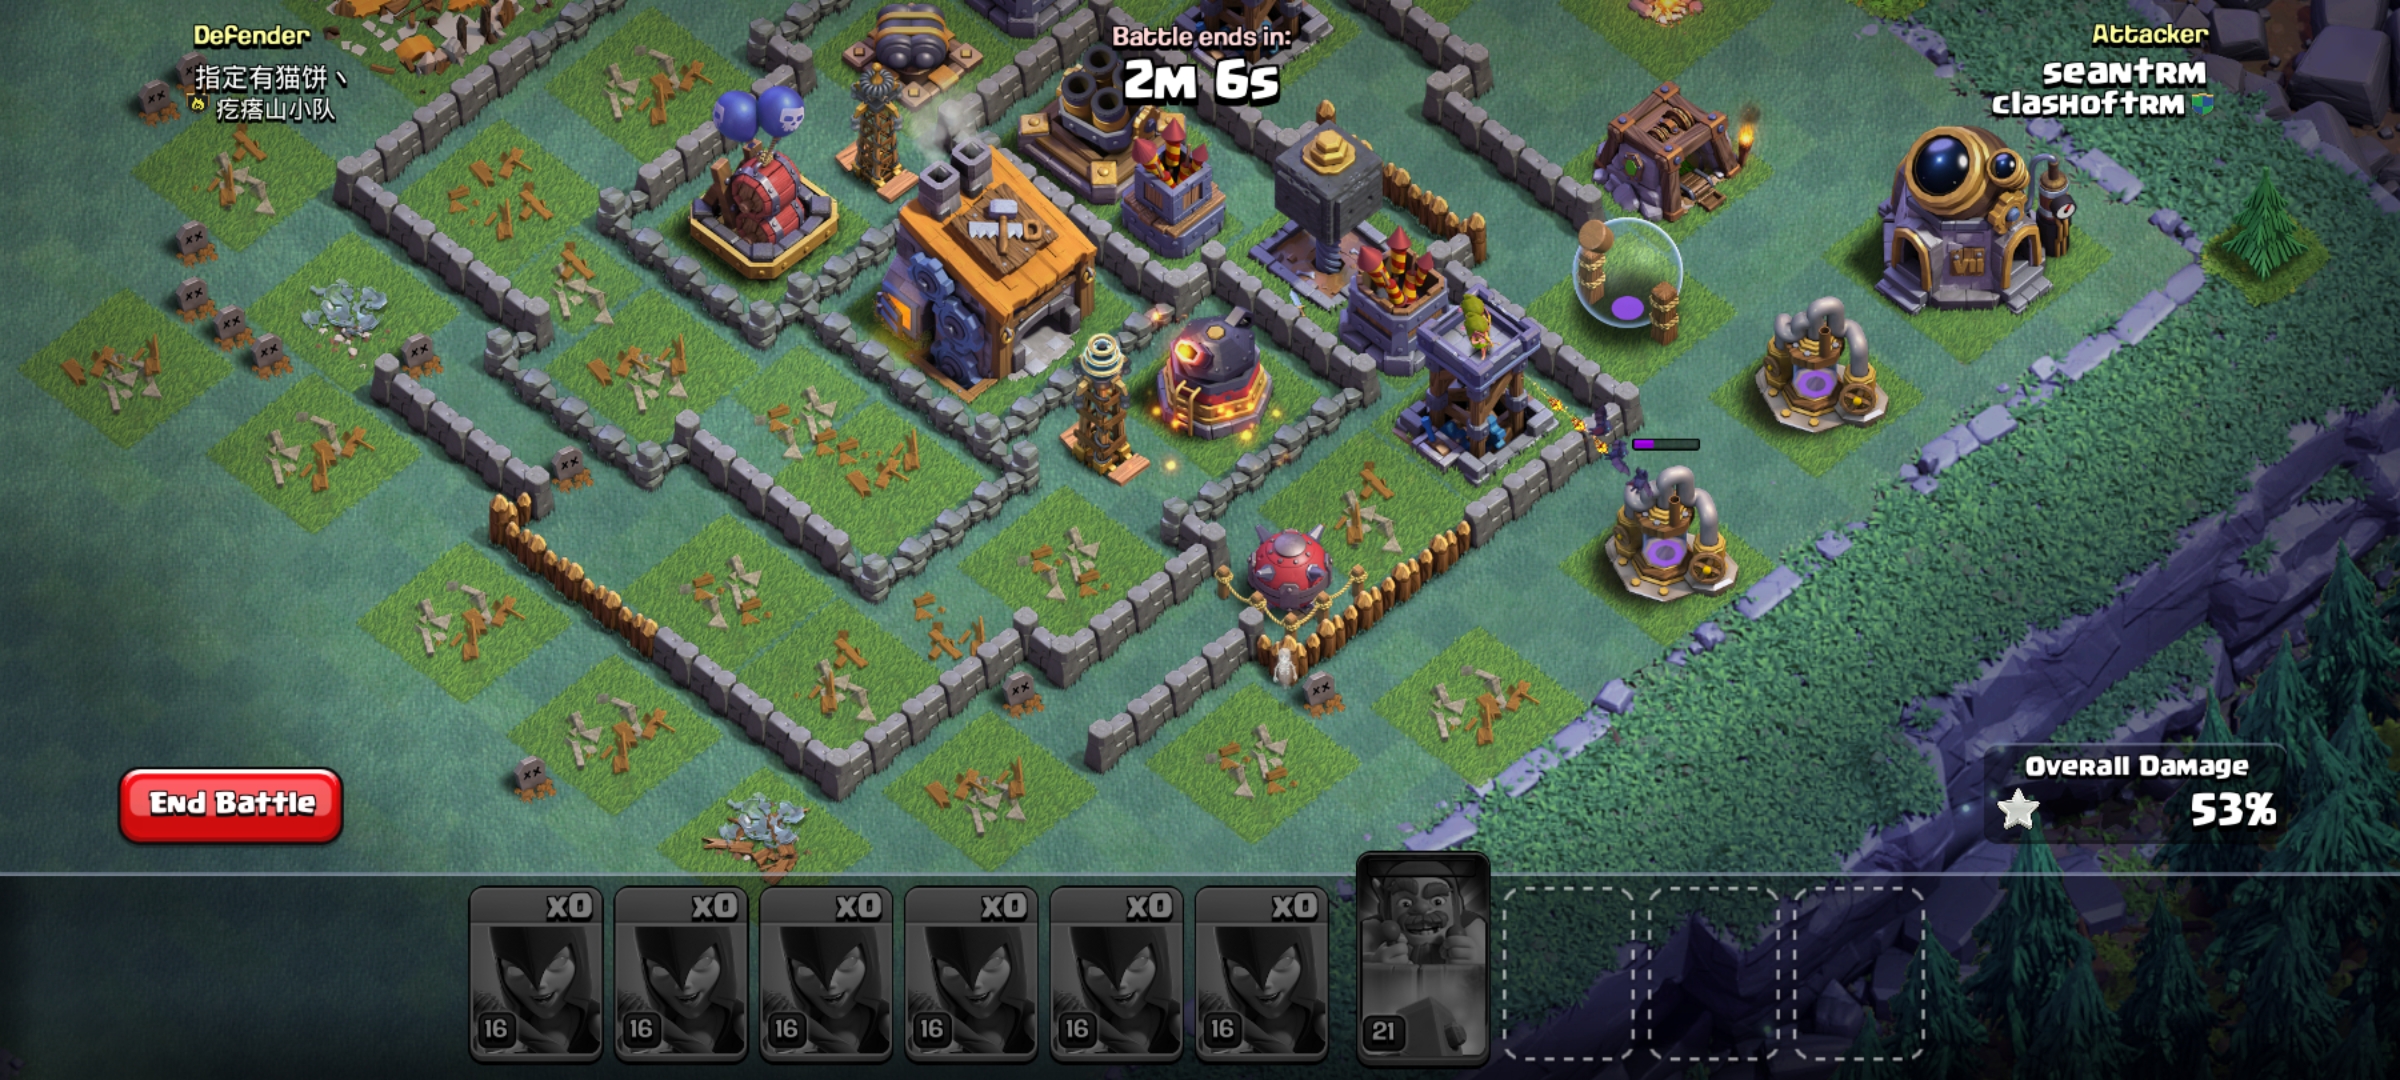 Defender
指定有猫饼丶
疙瘩山小队
Battle ends in:
2M 6s
Attacker
seantRM
clashoftRM
VII
End Battle
Overall Damage
53%
x0 x0 x0 x0 x0 x0
16 16 16 16 16 16 21